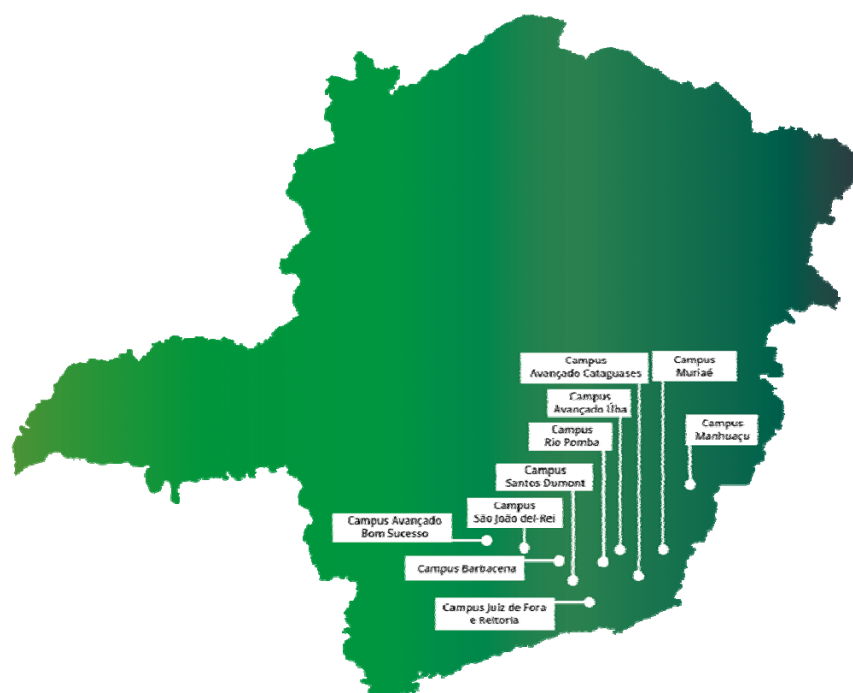 Campus
Avançado Cataguases
Campus
Muriaé
Campus
Avançado Úba
Campus
Manhuaçu
Campus
Rio Pomba
Campus
Santos Dumont
Campus
São João del-Rei
Campus Avançado
Bom Sucesso
Campus Barbacena
Campus Juiz de Fora
e Reitoria